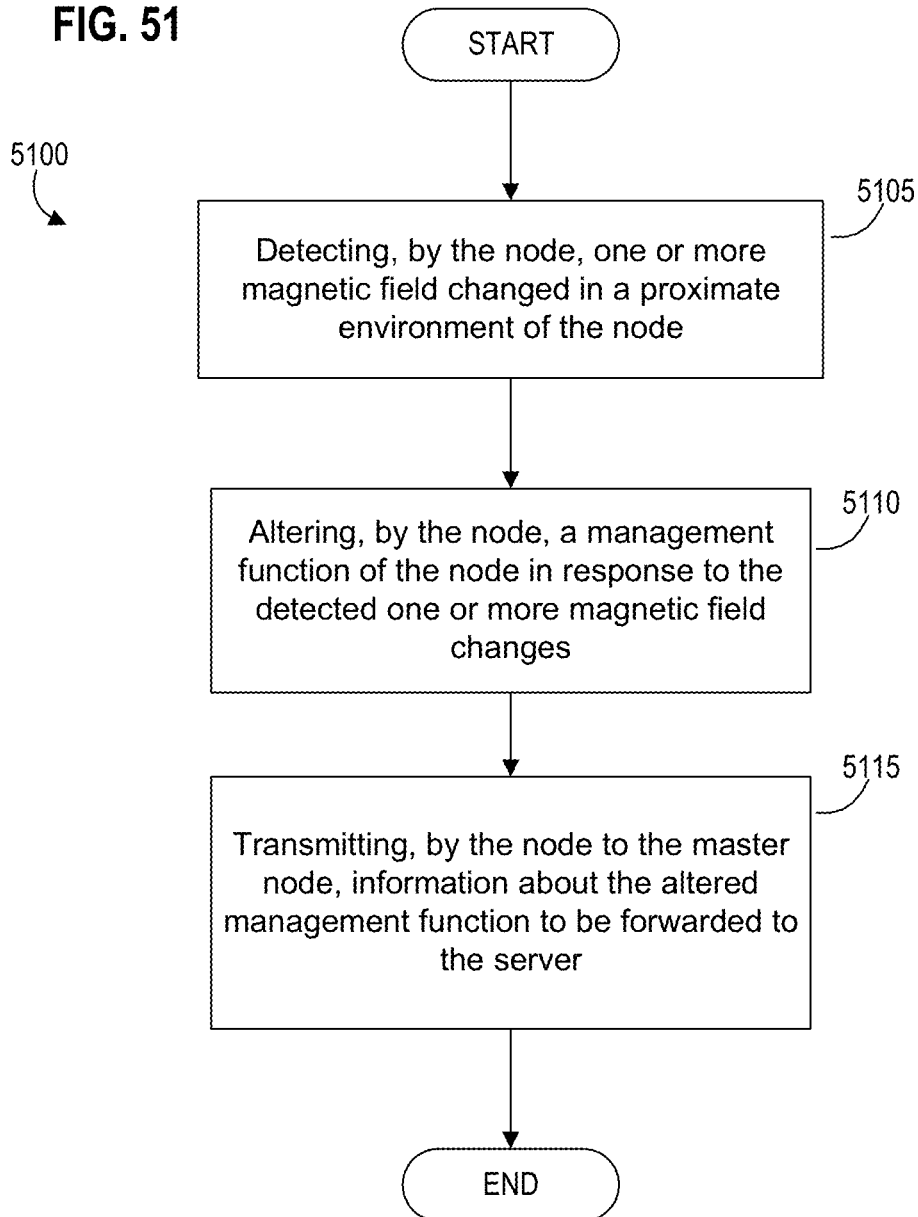 FIG. 51
START
5100
5105
Detecting, by the node, one or more
magnetic field changed in a proximate
environment of the node
5110
Altering, by the node, a management
function of the node in response to the
detected one or more magnetic field
changes
5115
Transmitting, by the node to the master
node, information about the altered
management function to be forwarded to
the server
END